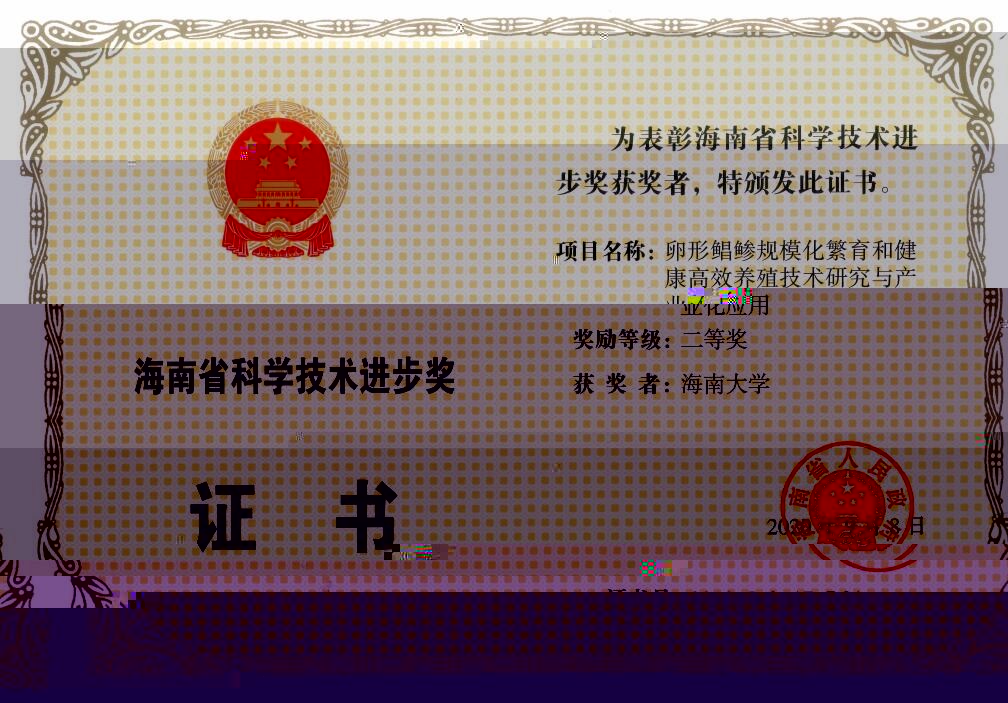 为表彰海南省科学技术进
步奖获奖者，特颁发此证书。
项目名称：卵形鲳鲹规模化繁育和健
康高效养殖技术研究与产
业化应用
奖励等级：二等奖
获奖者：海南大学
海南省科学技术进步奖
证书